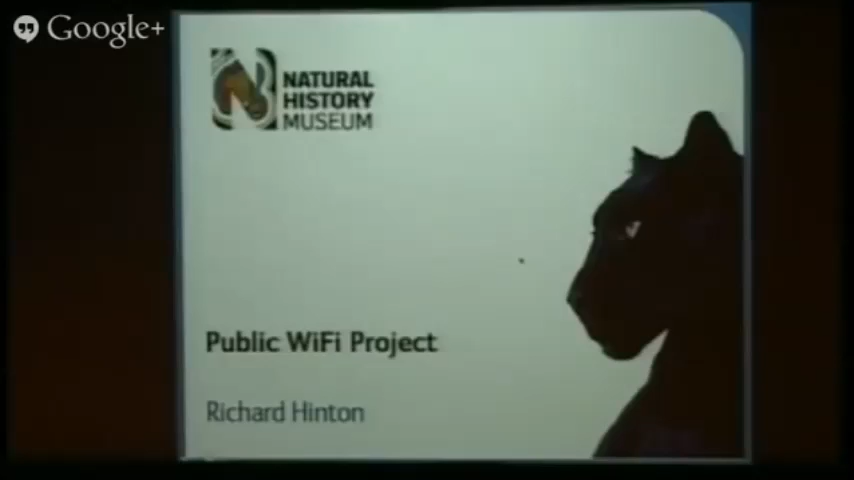 Google+
NATURAL
HISTORY
MUSEUM
Public WiFi Project
Richard Hinton